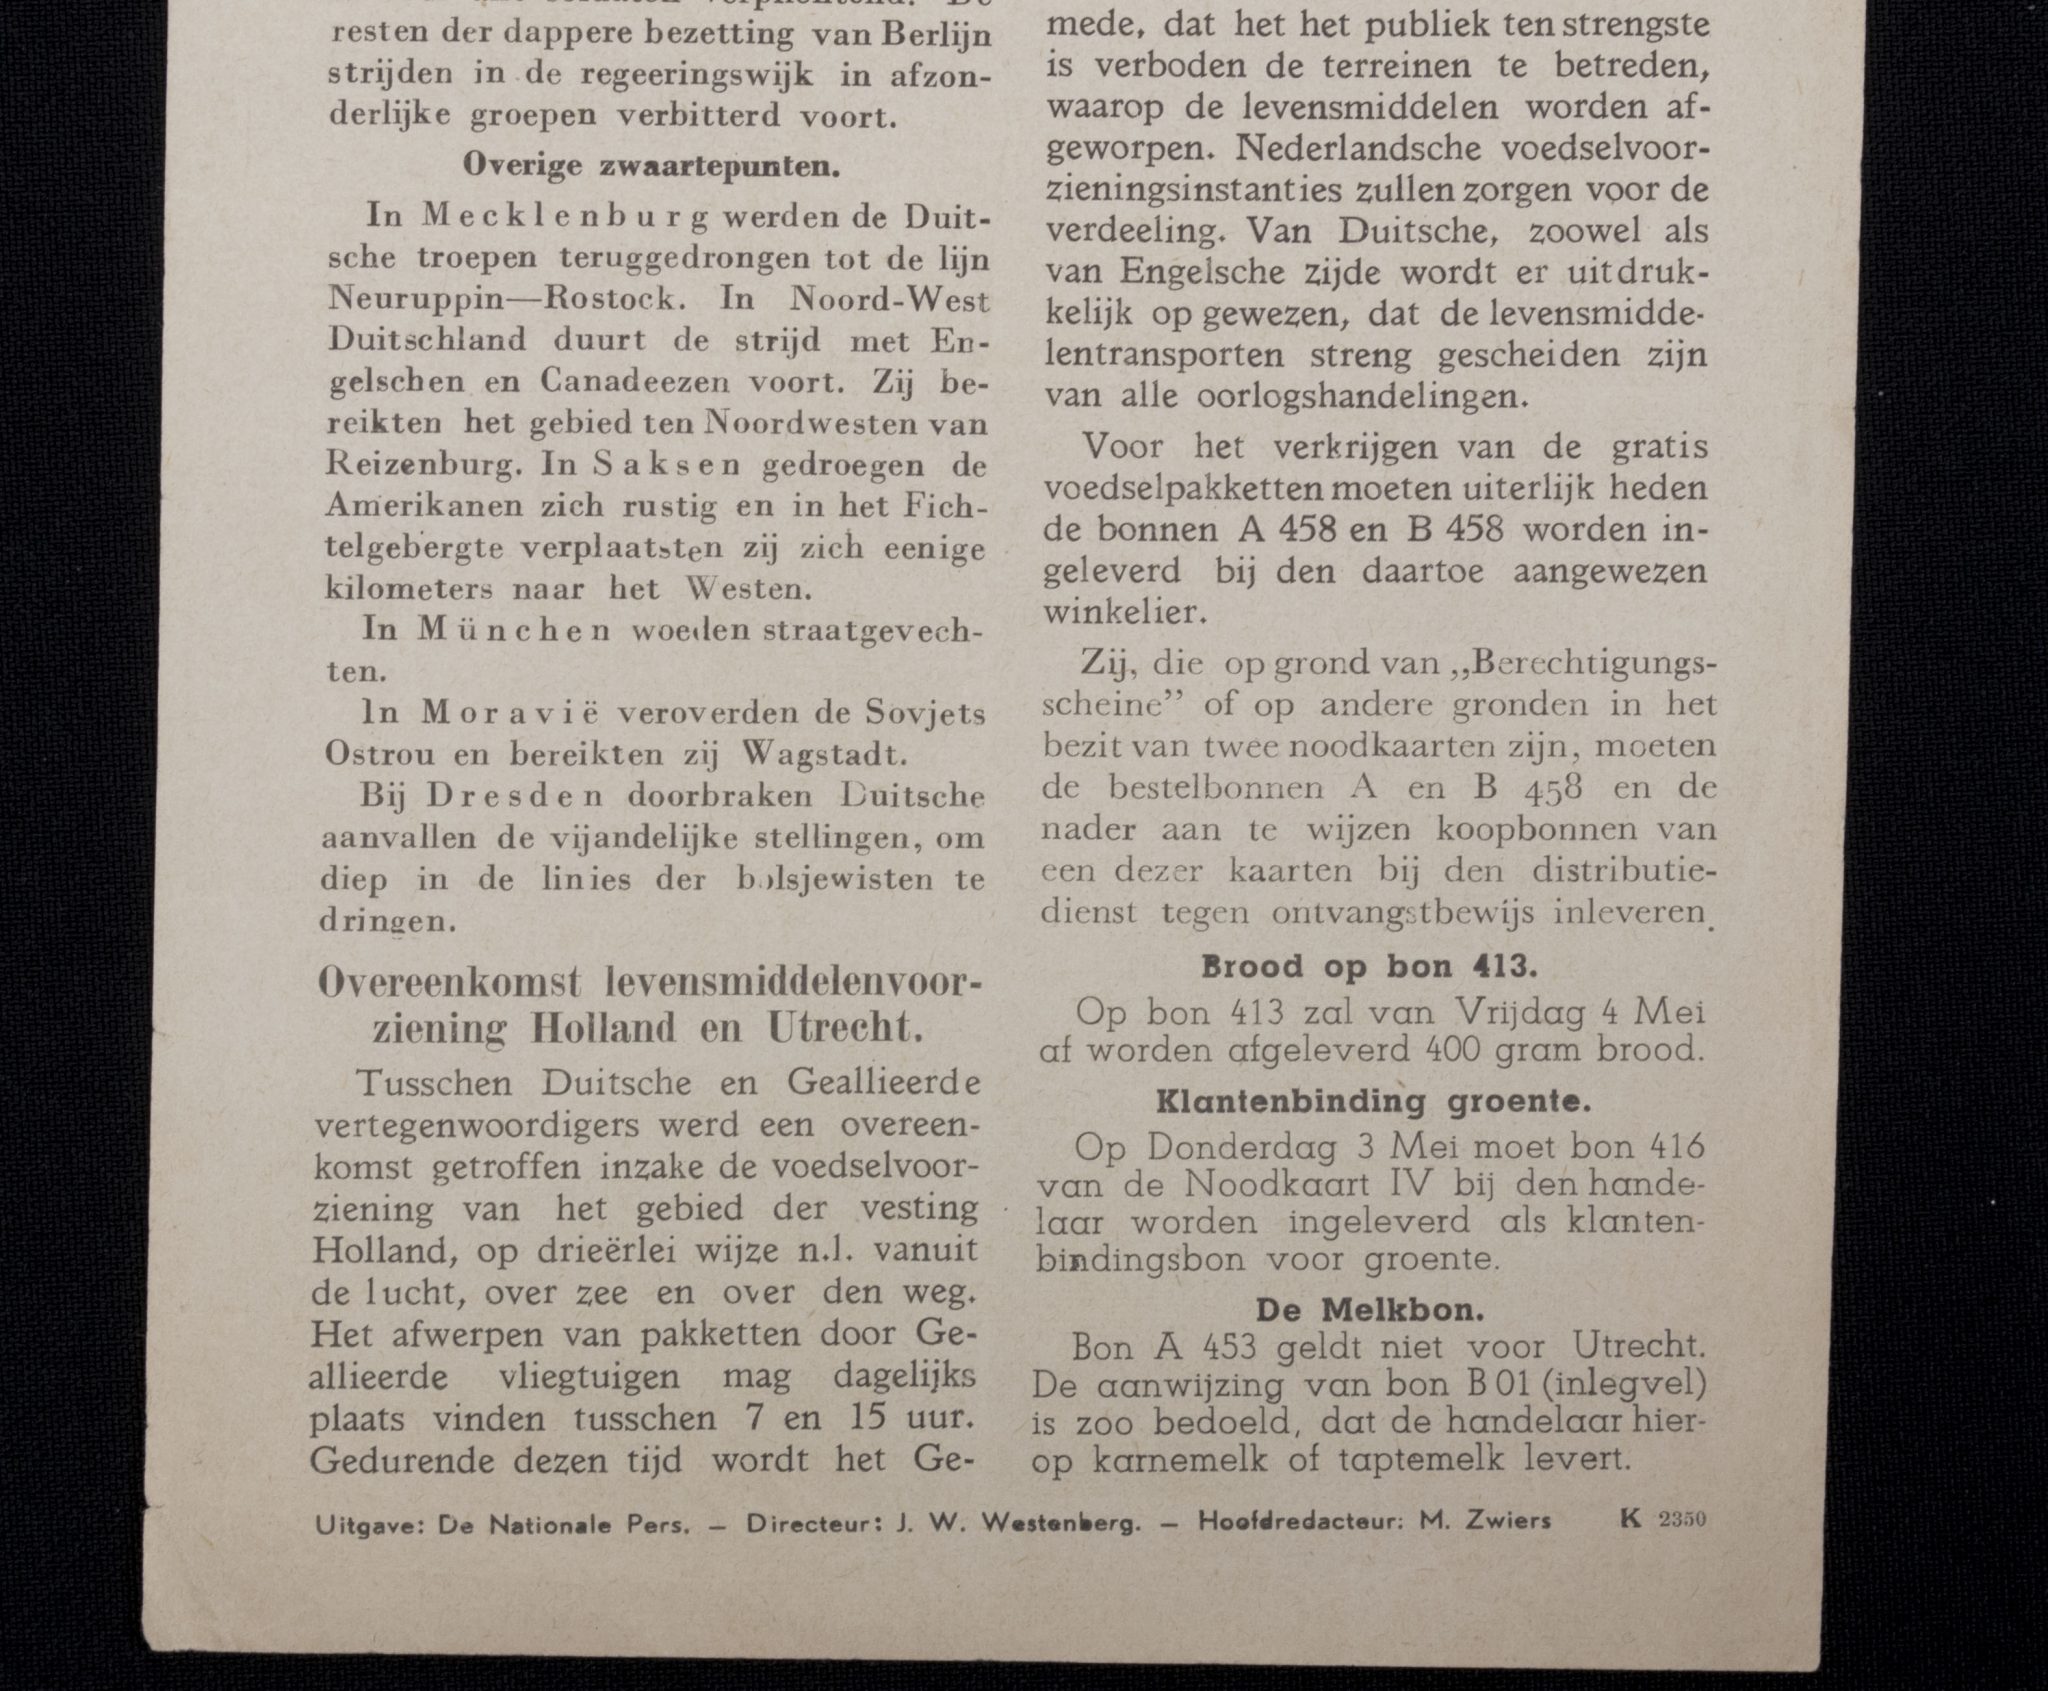 resten der dappere bezetting van Berlijn
strijden in de regeeringswijk in afzon-
derlijke groepen verbitterd voort.
Overige zwaartepunten.
In Mecklenburg werden de Duit-
sche troepen teruggedrongen tot de lijn
Neuruppin—Rostock. In Noord-West
Duitschland duurt de strijd met En-
gelschen en Canadeezen voort. Zij be-
reikten het gebied ten Noordwesten van
Reizenburg. In Saksen gedroegen de
Amerikanen zich rustig en in het Fich-
telgebergte verplaatsten zij zich eenige
kilometers naar het Westen.
In München woeden straatgevech-
ten.
In Moravië veroverden de Sovjets
Ostrou en bereikten zij Wagstadt.
Bij Dresden doorbraken Duitsche
aanvallen de vijandelijke stellingen, om
diep in de linies der bolsjewisten te
dringen.
Overeenkomst levensmiddelenvoor-
ziening Holland en Utrecht.
Tusschen Duitsche en Geallieerde
vertegenwoordigers werd een overeen-
komst getroffen inzake de voedselvoor-
ziening van het gebied der vesting
Holland, op drieërlei wijze n.l. vanuit
de lucht, over zee en over den weg.
Het afwerpen van pakketten door Ge-
allieerde vliegtuigen mag dagelijks
plaats vinden tusschen 7 en 15 uur.
Gedurende dezen tijd wordt het Ge-
mede, dat het het publiek ten strengste
is verboden de terreinen te betreden,
waarop de levensmiddelen worden af-
geworpen. Nederlandsche voedselvoor-
zieningsinstanties zullen zorgen voor de
verdeeling. Van Duitsche, zoowel als
van Engelsche zijde wordt er uitdruk-
kelijk op gewezen, dat de levensmidde-
lentransporten streng gescheiden zijn
van alle oorlogshandelingen.
Voor het verkrijgen van de gratis
voedselpakketten moeten uiterlijk heden
de bonnen A 458 en B 458 worden in-
geleverd bij den daartoe aangewezen
winkelier.
Zij, die op grond van „Berechtigungs-
scheine” of op andere gronden in het
bezit van twee noodkaarten zijn, moeten
de bestelbonnen A en B 458 en de
nader aan te wijzen koopbonnen van
een dezer kaarten bij den distributie-
dienst tegen ontvangstbewijs inleveren.
Brood op bon 413.
Op bon 413 zal van Vrijdag 4 Mei
af worden afgeleverd 400 gram brood.
Klantenbinding groente.
Op Donderdag 3 Mei moet bon 416
van de Noodkaart IV bij den hande-
laar worden ingeleverd als klanten-
bindingsbon voor groente.
De Melkbon.
Bon A 453 geldt niet voor Utrecht.
De aanwijzing van bon B 01 (inlegvel)
is zoo bedoeld, dat de handelaar hier-
op karnemelk of taptemelk levert.
Uitgave: De Nationale Pers. — Directeur: J. W. Westenberg. — Hoofdredacteur: M. Zwiers K 2350